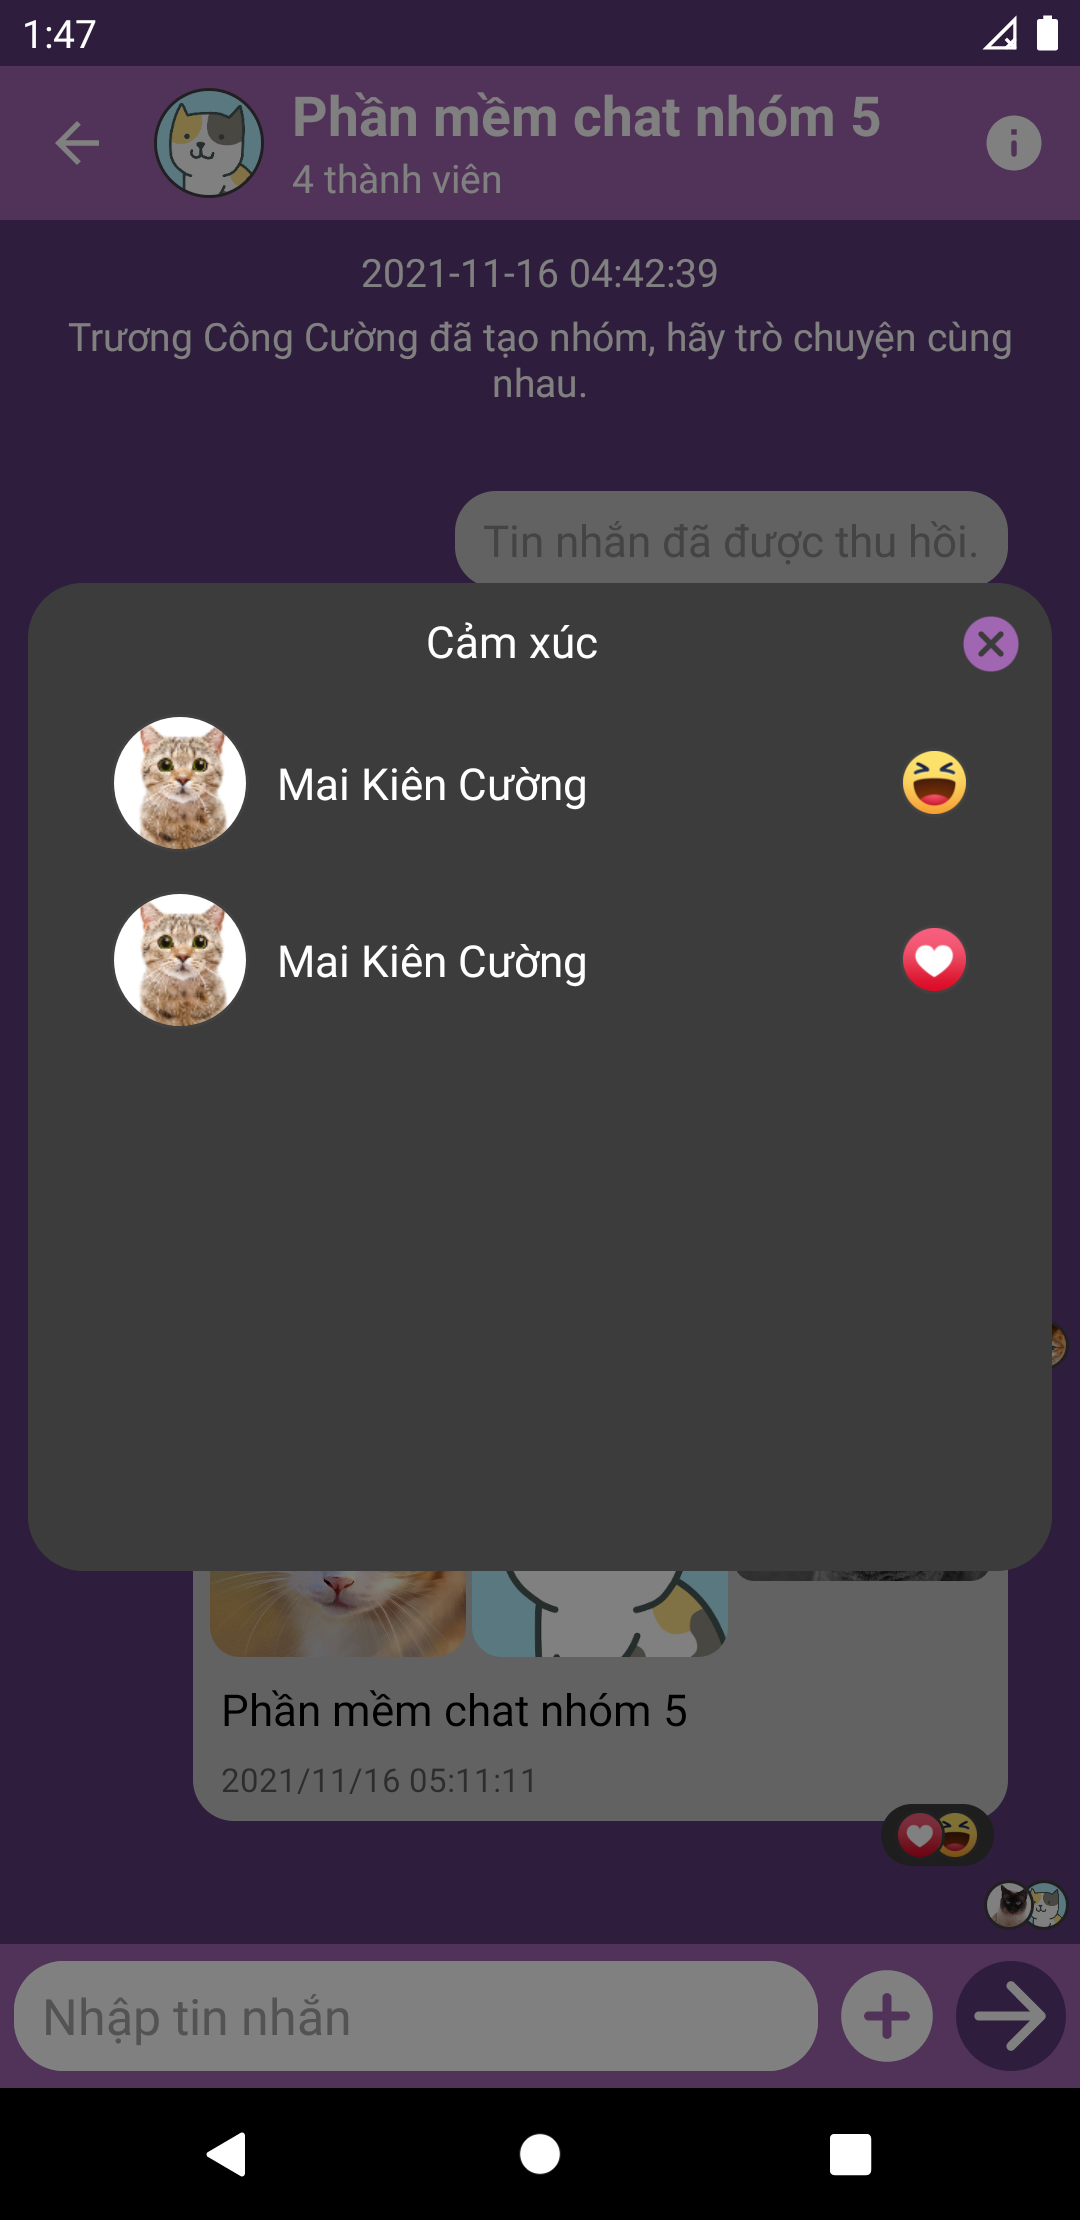 1:47
Phần mềm chat nhóm 5
4 thành viên
2021-11-16 04:42:39
Trương Công Cường đã tạo nhóm, hãy trò chuyện cùng
nhau.
Tin nhắn đã được thu hồi.
Cảm xúc
Mai Kiên Cường
Mai Kiên Cường
Phần mềm chat nhóm 5
2021/11/16 05:11:11
Nhập tin nhắn